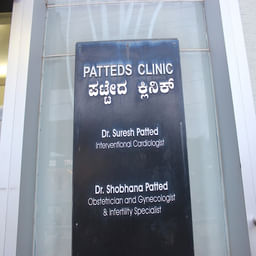 PATTEDS CLINIC
ಪಟ್ಟೇದ ಕ್ಲಿನಿಕ್
Dr. Suresh Patted
Interventional Cardiologist
Dr. Shobhana Patted
Obstetrician and Gynecologist
& Infertility Specialist